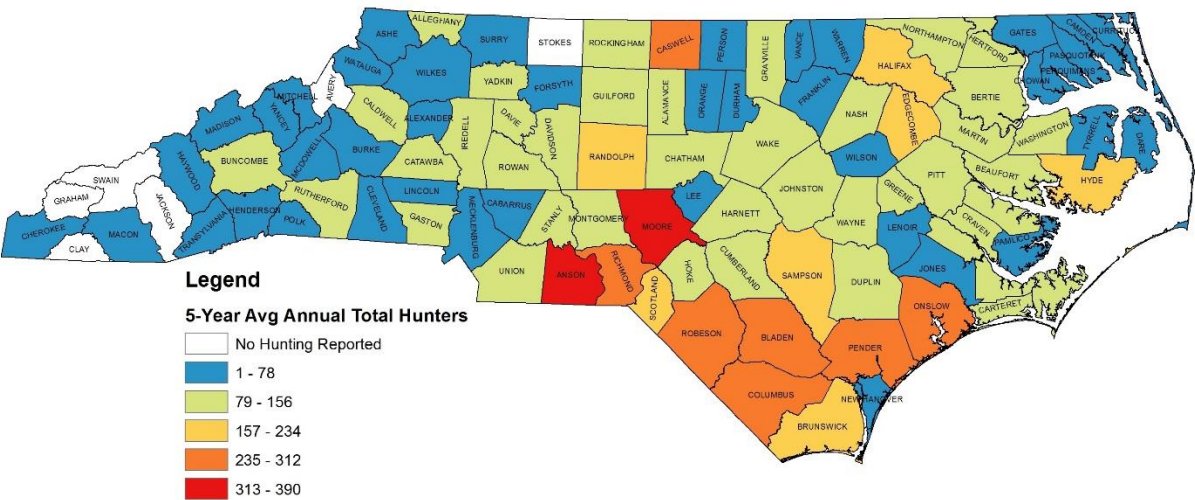 ALLEGHANY
ASHE
SURRY
STOKES
ROCKINGHAM
CASWELL
PERSON
GRANVILLE
VANCE
WARREN
NORTHAMPTON
HERTFORD
GATES
CAMDEN
CURRITUCK
PASQUOTANK
PERQUIMANS
CHOWAN
WATAUGA
WILKES
YADKIN
FORSYTH
GUILFORD
ALAMANCE
ORANGE
DURHAM
FRANKLIN
HALIFAX
BERTIE
MITCHELL
AVERY
CALDWELL
ALEXANDER
IREDELL
DAVIE
DAVIDSON
NASH
EDGECOMBE
MARTIN
WASHINGTON
TYRRELL
DARE
MADISON
YANCEY
MCDOWELL
BURKE
CATAWBA
ROWAN
RANDOLPH
CHATHAM
WAKE
WILSON
PITT
BEAUFORT
HYDE
HAYWOOD
BUNCOMBE
RUTHERFORD
CLEVELAND
LINCOLN
GASTON
MECKLENBURG
CABARRUS
STANLY
MONTGOMERY
MOORE
LEE
HARNETT
JOHNSTON
WAYNE
GREENE
LENOIR
CRAVEN
PAMLICO
SWAIN
GRAHAM
JACKSON
CHEROKEE
MACON
CLAY
TRANSYLVANIA
HENDERSON
POLK
UNION
ANSON
RICHMOND
SCOTLAND
HOKE
CUMBERLAND
SAMPSON
DUPLIN
JONES
CARTERET
ONSLOW
ROBESON
BLADEN
PENDER
COLUMBUS
NEW HANOVER
BRUNSWICK
Legend
5-Year Avg Annual Total Hunters
No Hunting Reported
1 - 78
79 - 156
157 - 234
235 - 312
313 - 390